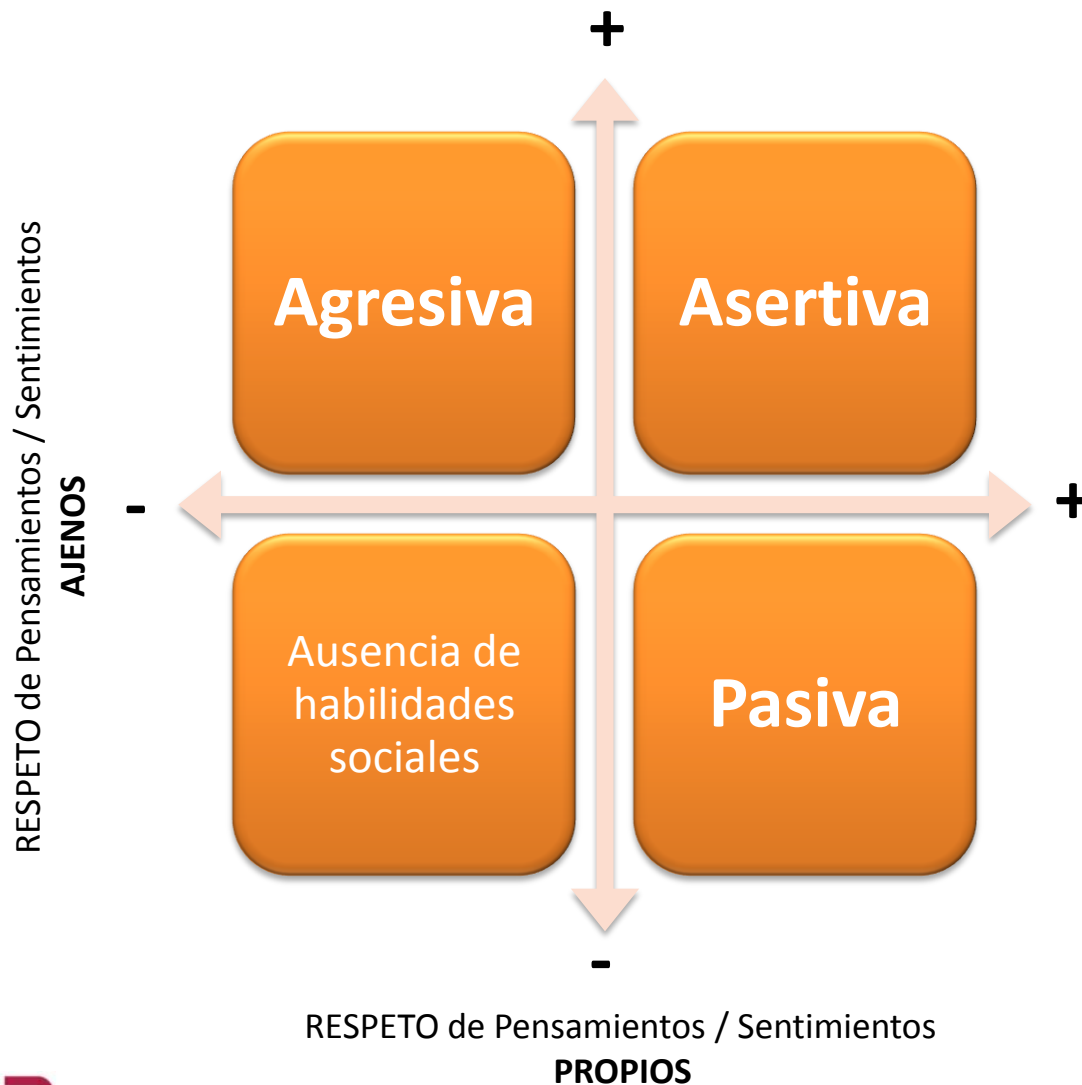 +
Agresiva
Asertiva
RESPETO de Pensamientos / Sentimientos
AJENOS
-
+
Ausencia de
habilidades
sociales
Pasiva
-
RESPETO de Pensamientos / Sentimientos
PROPIOS